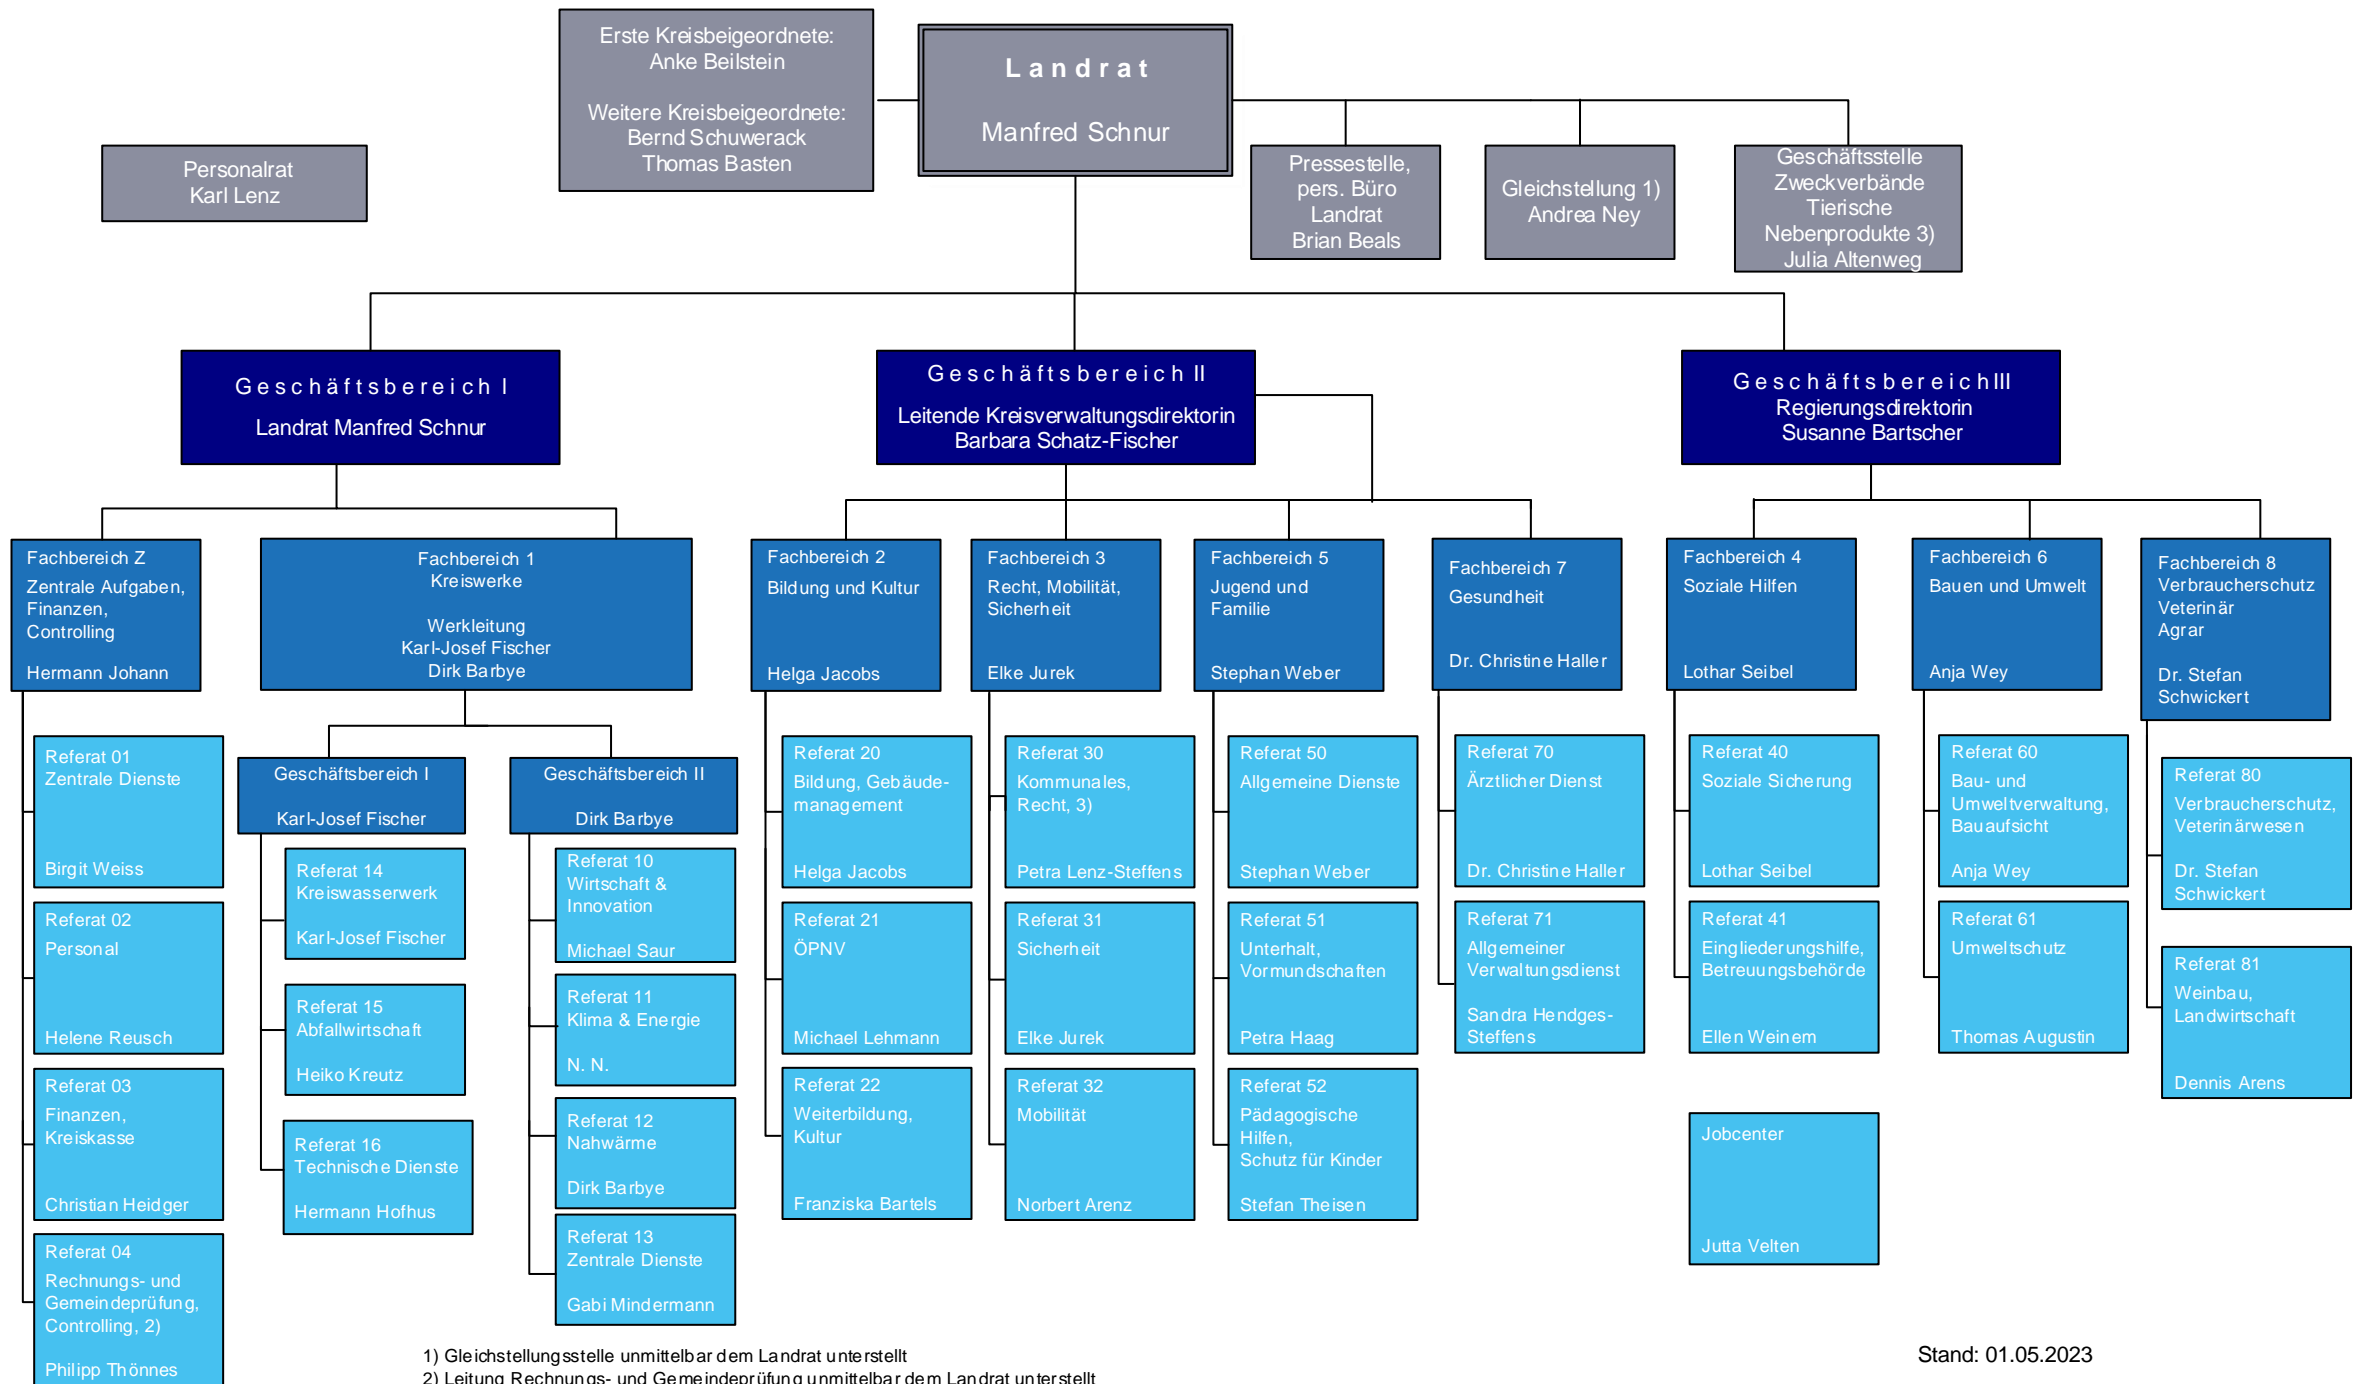 Erste Kreisbeigeordnete:
Anke Beilstein
Weitere Kreisbeigeordnete:
Bernd Schuwerack
Thomas Basten
Landrat
Manfred Schnur
Personalrat
Karl Lenz
Pressestelle,
pers. Büro
Landrat
Brian Beals
Gleichstellung 1)
Andrea Ney
Geschäftsstelle
Zweckverbände
Tierische
Nebenprodukte 3)
Julia Altenweg
Geschäftsbereich I
Landrat Manfred Schnur
Geschäftsbereich II
Leitende Kreisverwaltungsdirektorin
Barbara Schatz-Fischer
Geschäftsbereich III
Regierungsdirektorin
Susanne Bartscher
Fachbereich Z
Zentrale Aufgaben,
Finanzen,
Controlling
Hermann Johann
Fachbereich 1
Kreiswerke
Werkleitung
Karl-Josef Fischer
Dirk Barbye
Fachbereich 2
Bildung und Kultur
Helga Jacobs
Fachbereich 3
Recht, Mobilität,
Sicherheit
Elke Jurek
Fachbereich 5
Jugend und
Familie
Stephan Weber
Fachbereich 7
Gesundheit
Dr. Christine Haller
Fachbereich 4
Soziale Hilfen
Lothar Seibel
Fachbereich 6
Bauen und Umwelt
Anja Wey
Fachbereich 8
Verbraucherschutz
Veterinär
Agrar
Dr. Stefan
Schwickert
Referat 01
Zentrale Dienste
Birgit Weiss
Referat 02
Personal
Helene Reusch
Referat 03
Finanzen,
Kreiskasse
Christian Heidger
Referat 04
Rechnungs- und
Gemeindeprüfung,
Controlling, 2)
Philipp Thönnes
Geschäftsbereich I
Karl-Josef Fischer
Referat 14
Kreiswasserwerk
Karl-Josef Fischer
Referat 15
Abfallwirtschaft
Heiko Kreutz
Referat 16
Technische Dienste
Hermann Hofhus
Geschäftsbereich II
Dirk Barbye
Referat 10
Wirtschaft &
Innovation
Michael Saur
Referat 11
Klima & Energie
N. N.
Referat 12
Nahwärme
Dirk Barbye
Referat 13
Zentrale Dienste
Gabi Mindermann
Referat 20
Bildung, Gebäude-
management
Helga Jacobs
Referat 21
ÖPNV
Michael Lehmann
Referat 22
Weiterbildung,
Kultur
Franziska Bartels
Referat 30
Kommunales,
Recht, 3)
Petra Lenz-Steffens
Referat 31
Sicherheit
Elke Jurek
Referat 32
Mobilität
Norbert Arenz
Referat 50
Allgemeine Dienste
Stephan Weber
Referat 51
Unterhalt,
Vormundschaften
Petra Haag
Referat 52
Pädagogische
Hilfen,
Schutz für Kinder
Stefan Theisen
Referat 70
Ärztlicher Dienst
Dr. Christine Haller
Referat 71
Allgemeiner
Verwaltungsdienst
Sandra Hendges-
Steffens
Referat 40
Soziale Sicherung
Lothar Seibel
Referat 41
Eingliederungshilfe,
Betreuungsbehörde
Ellen Weinem
Jobcenter
Jutta Velten
Referat 60
Bau- und
Umweltverwaltung,
Bauaufsicht
Anja Wey
Referat 61
Umweltschutz
Thomas Augustin
Referat 80
Verbraucherschutz,
Veterinärwesen
Dr. Stefan
Schwickert
Referat 81
Weinbau,
Landwirtschaft
Dennis Arens
1) Gleichstellungsstelle unmittelbar dem Landrat unterstellt
2) Leitung Rechnungs- und Gemeindeprüfung unmittelbar dem Landrat unterstellt
Stand: 01.05.2023